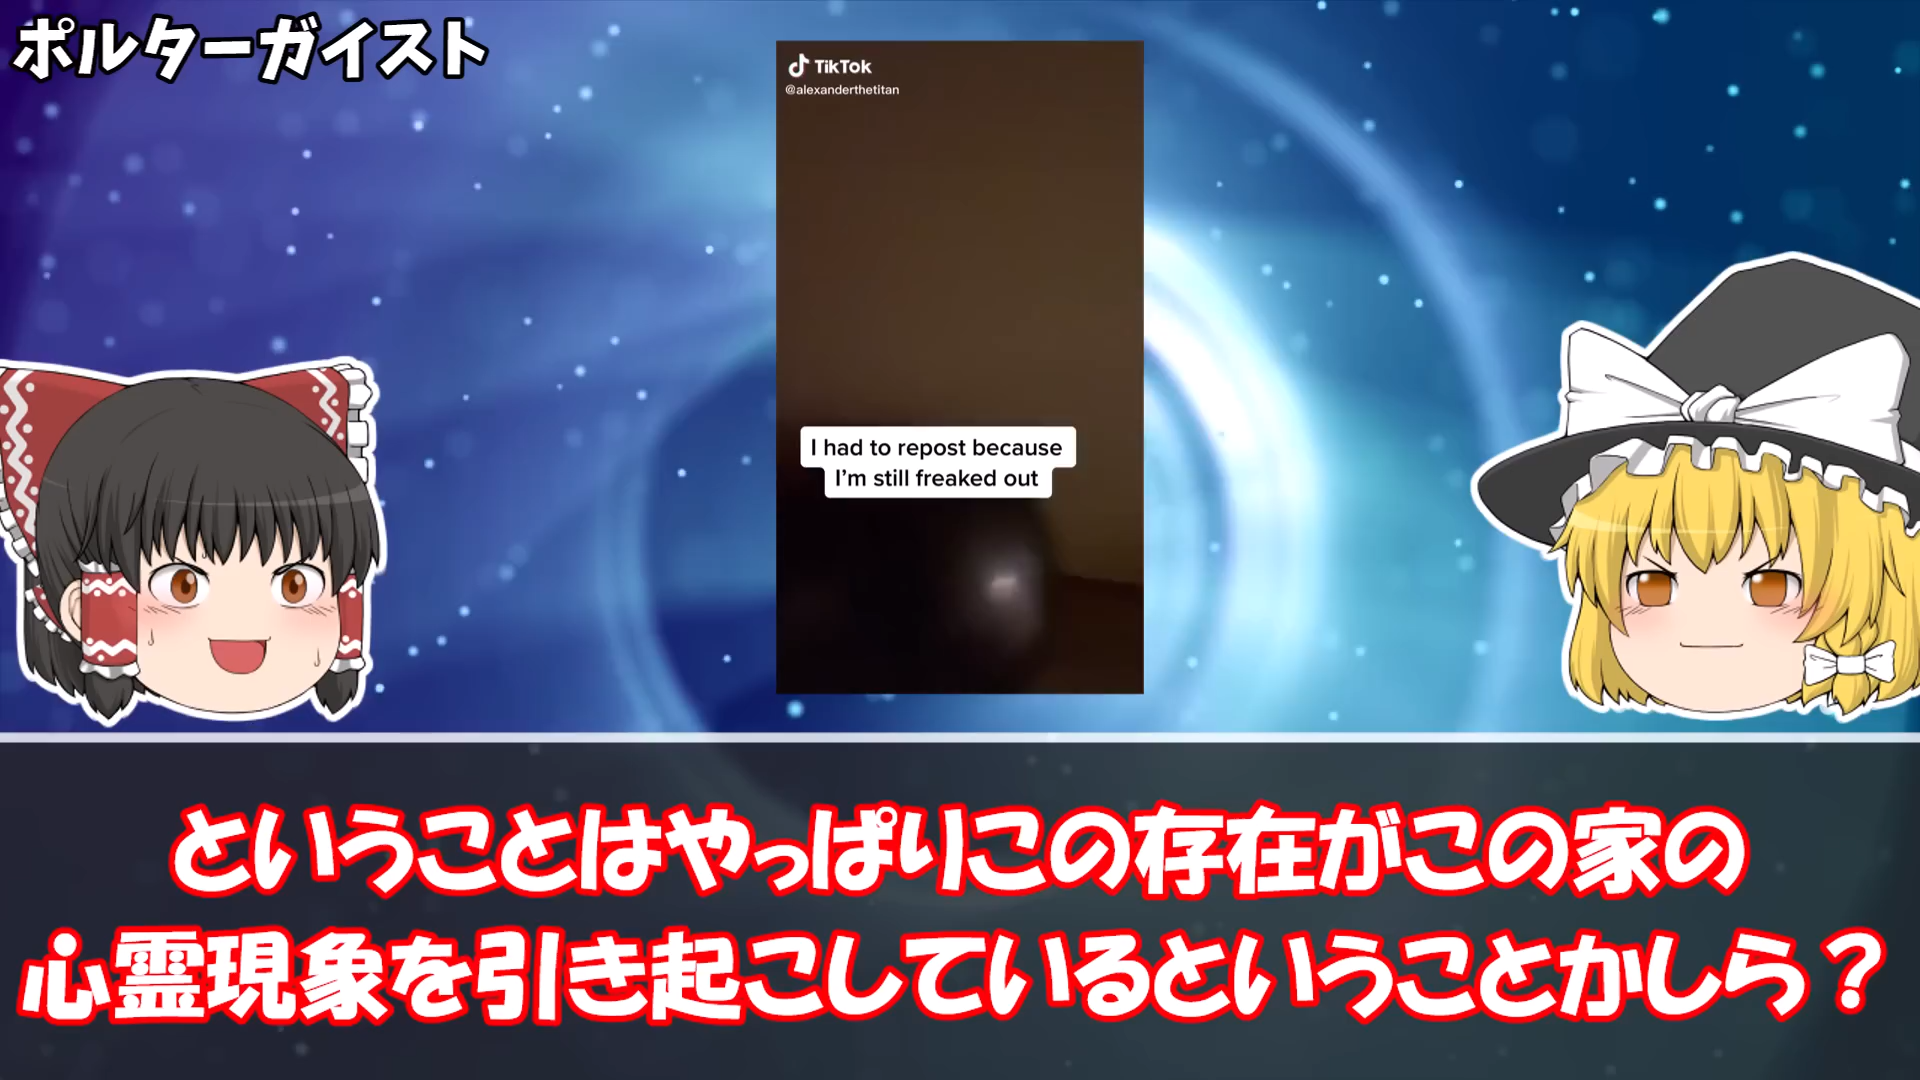 ポルターガイスト
TikTok
@alexanderthetitan
I had to repost because
I'm still freaked out
ということはやっぱりこの存在がこの家の
心霊現象を引き起こしているということかしら？